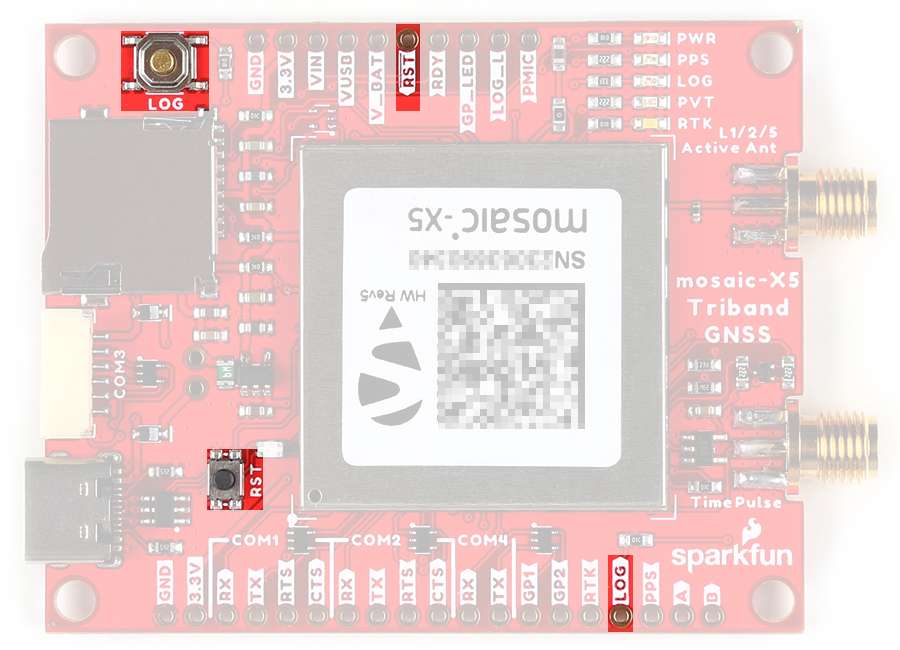 LOG
GND
3.3V
VIN
VUSB
V_BAT
RST
RDY
GP_LED
LOG_L
PMIC
PWR
PPS
LOG
PVT
RTK
L1/2/5
Active Ant
mosaic-X5
HW Rev5
mosaic-X5
Triband
GNSS
COM3
RST
TimePulse
sparkfun
COM1
COM2
COM4
GND
3.3V
RX
TX
RTS
CTS
RX
TX
RTS
CTS
RX
TX
GP1
GP2
RTK
LOG
PPS
A
B